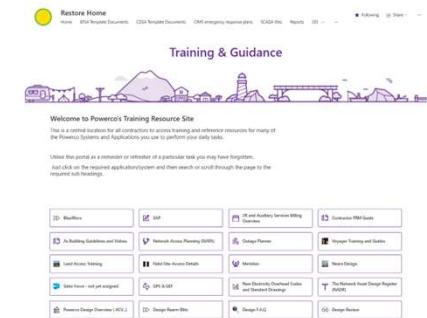 Restore Home
Home BTSA Template Documents CDSA Template Documents CIMS emergency response plans SCADA tiles Reports
Following Share
Training & Guidance
Welcome to Powerco's Training Resource Site
This is a central location for all contractors to access training and reference resources for many of
the Powerco Systems and Applications you use to perform your daily tasks.
Utilise this portal as a reminder or refresher of a particular task you may have forgotten.
Just click on the required application/system and then search or scroll through the page to the
required sub headings.
BlueWorx
SAP
UX and Auxiliary Services Billing
Overview
Contractor PRM Guide
As Building Guidelines and Videos
Network Access Planning (NAPA)
Outage Planner
Voyager Training and Guides
Land Access Training
Field Site Access Details
Meridian
Neara Design
Sales force - not yet assigned
GPS & GEF
New Electricity Overhead Codes
and Standard Drawings
The Network Asset Design Register
(NADR)
Powerco Design Overview
Design Rearm Bits
Design F.A.Q
Design Review